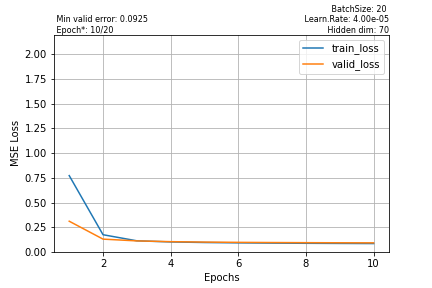 BatchSize: 20
Min valid error: 0.0925
Learn.Rate: 4.00e-05
Epoch*: 10/20
Hidden dim: 70
train_loss
valid_loss
2.00
1.75
1.50
1.25
1.00
0.75
0.50
0.25
0.00
MSE Loss
2 4 6 8 10
Epochs